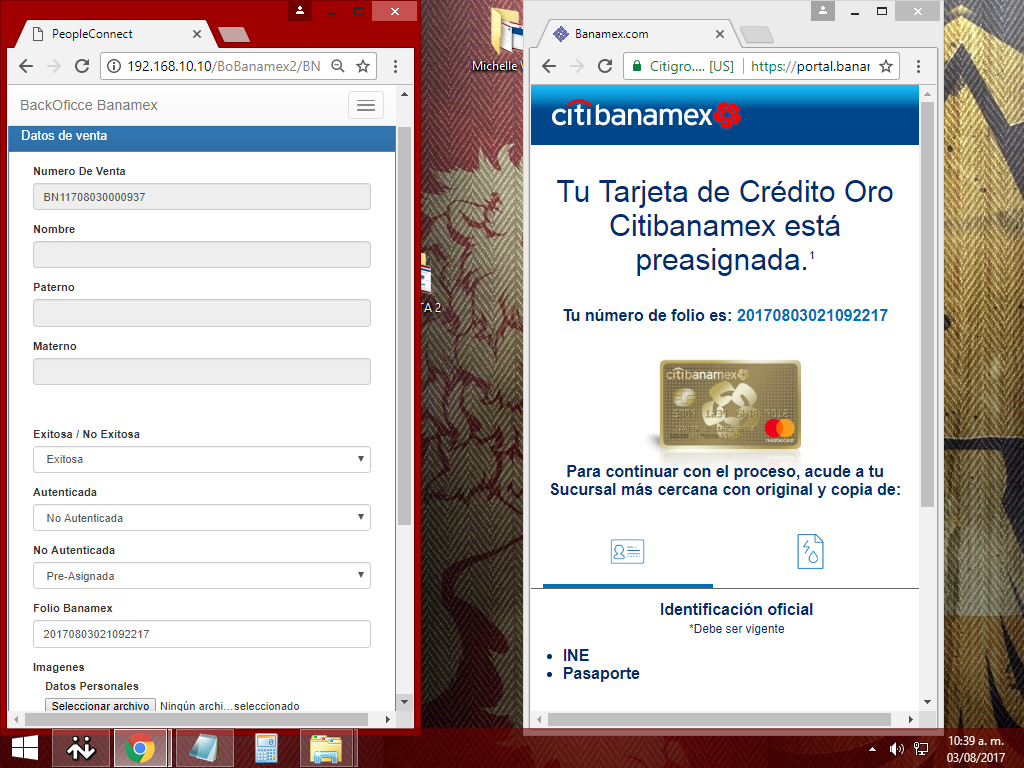 PeopleConnect
192.168.10.10/BoBanamex2/BN
BackOficce Banamex
Datos de venta
Numero De Venta
BN11708030000937
Nombre
Paterno
Materno
Exitosa / No Exitosa
Exitosa
Autenticada
No Autenticada
No Autenticada
Pre-Asignada
Folio Banamex
20170803021092217
Imagenes
Datos Personales
Seleccionar archivo Ningún archi...seleccionado
Michelle
TA 2
Banamex.com
Citigro.... [US] https://portal.banar
citibanamex
Tu Tarjeta de Crédito Oro
Citibanamex está
preasignada.1
Tu número de folio es: 20170803021092217
citibanamex
mastercard
Para continuar con el proceso, acude a tu
Sucursal más cercana con original y copia de:
Identificación oficial
*Debe ser vigente
• INE
• Pasaporte
10:39 a. m.
03/08/2017